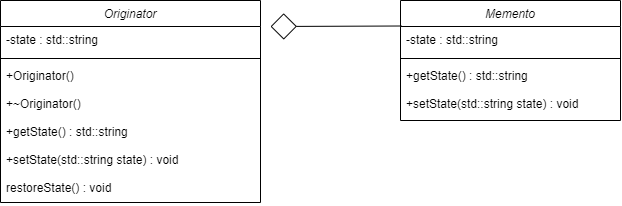 Originator
-state : std::string
+Originator()
+~Originator()
+getState() : std::string
+setState(std::string state) : void
restoreState() : void
Memento
-state : std::string
+getState() : std::string
+setState(std::string state) : void